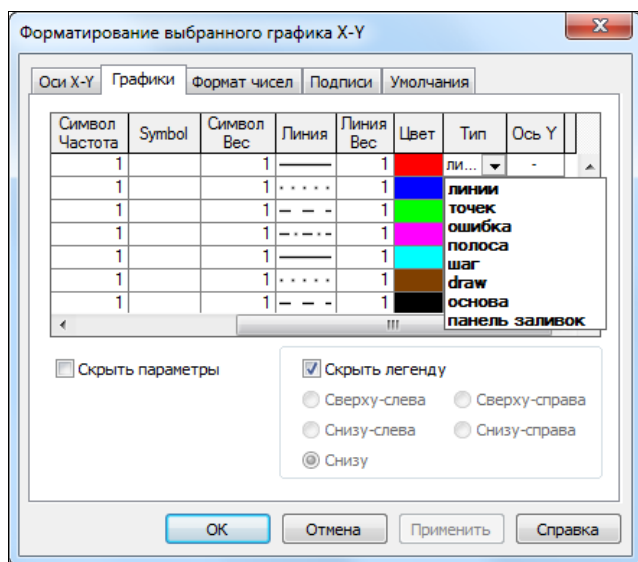 Форматирование выбранного графика X-Y
Оси X-Y Графики Формат чисел Подписи Умолчания
Символ Частота Symbol Символ Вес Линия Линия Вес Цвет Тип Ось Y
1 1 1 ли... -
1 1 1
1 1 1
1 1 1
1 1 1
1 1 1
1 1 1
линии
точек
ошибка
полоса
шаг
draw
основа
панель заливок
Скрыть параметры
Скрыть легенду
Сверху-слева Сверху-справа
Снизу-слева Снизу-справа
Снизу
OK Отмена Применить Справка